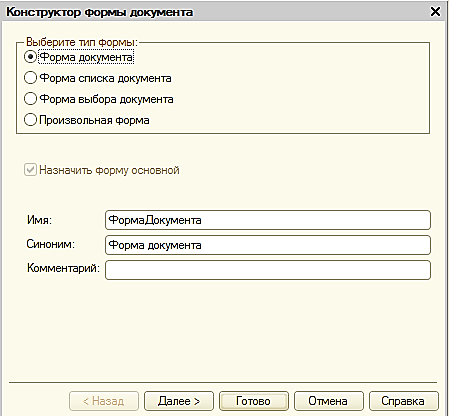 Конструктор формы документа
Выберите тип формы:
Форма документа
Форма списка документа
Форма выбора документа
Произвольная форма
Назначить форму основной
Имя: ФормаДокумента
Синоним: Форма документа
Комментарий:
< Назад Далее > Готово Отмена Справка